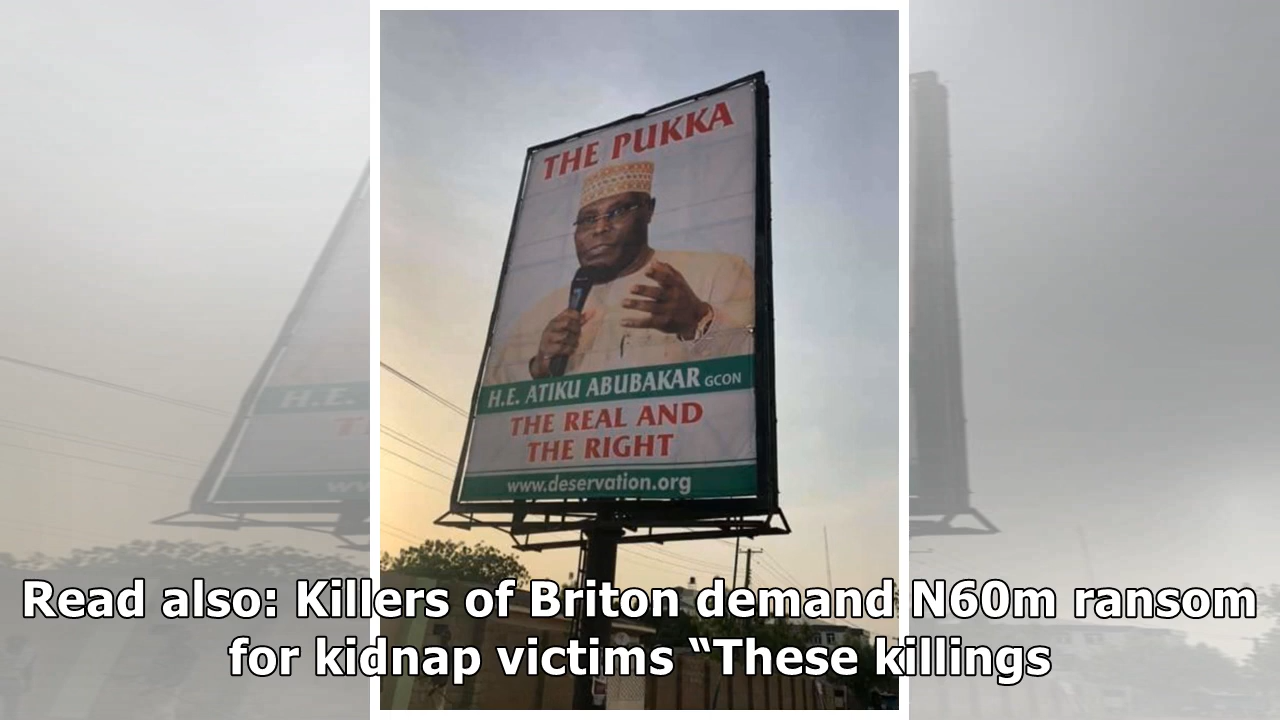 THE PUKKA
H.E. ATIKU ABUBAKAR GCON
THE REAL AND
THE RIGHT
www.deservation.org
Read also: Killers of Briton demand N60m ransom
for kidnap victims “These killings